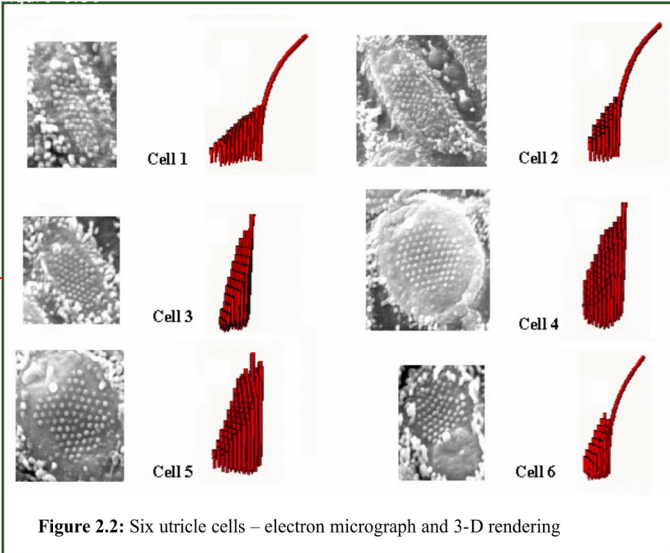 Cell 1
Cell 2
Cell 3
Cell 4
Cell 5
Cell 6
Figure 2.2: Six utricle cells – electron micrograph and 3-D rendering